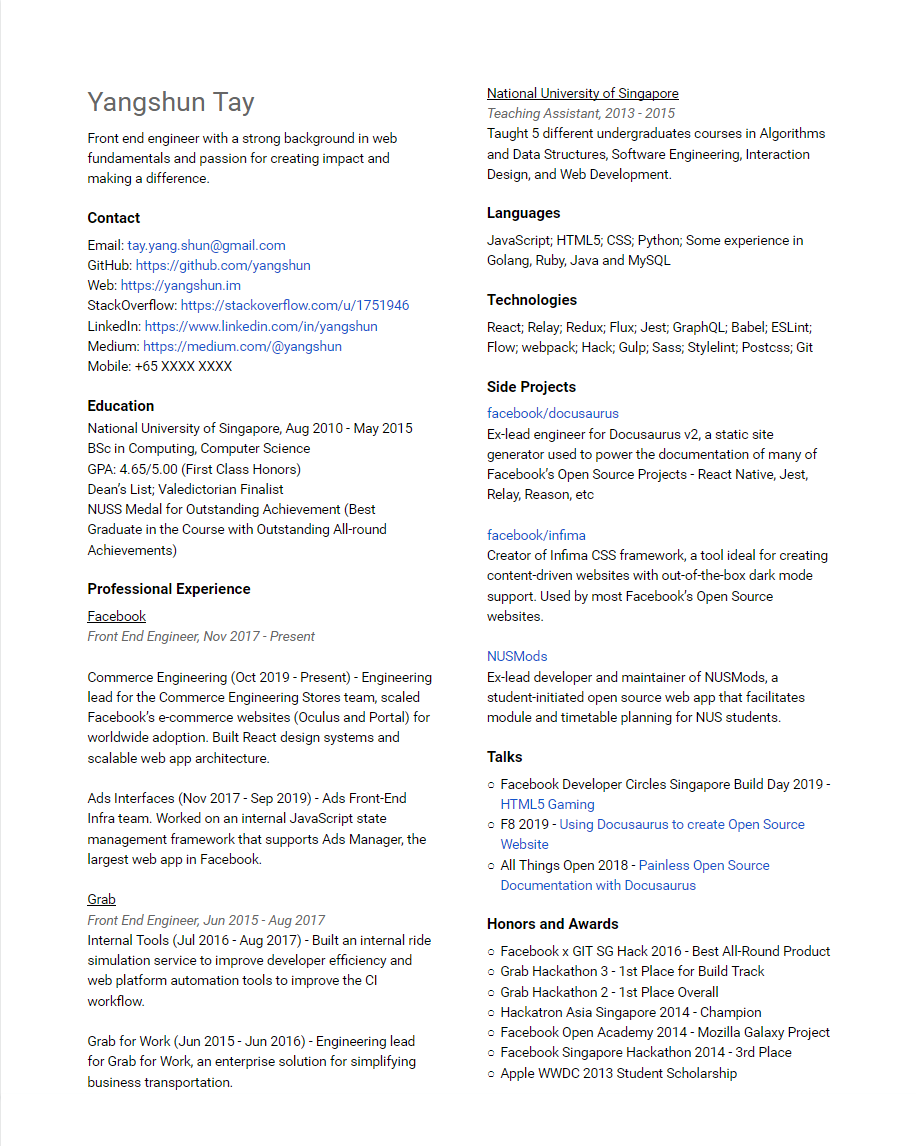 Yangshun Tay
Front end engineer with a strong background in web
fundamentals and passion for creating impact and
making a difference.
Contact
Email: tay.yang.shun@gmail.com
GitHub: https://github.com/yangshun
Web: https://yangshun.im
StackOverflow: https://stackoverflow.com/u/1751946
LinkedIn: https://www.linkedin.com/in/yangshun
Medium: https://medium.com/@yangshun
Mobile: +65 XXXX XXXX
Education
National University of Singapore, Aug 2010 - May 2015
BSc in Computing, Computer Science
GPA: 4.65/5.00 (First Class Honors)
Dean’s List; Valedictorian Finalist
NUSS Medal for Outstanding Achievement (Best
Graduate in the Course with Outstanding All-round
Achievements)
Professional Experience
Facebook
Front End Engineer, Nov 2017 - Present
Commerce Engineering (Oct 2019 - Present) - Engineering
lead for the Commerce Engineering Stores team, scaled
Facebook’s e-commerce websites (Oculus and Portal) for
worldwide adoption. Built React design systems and
scalable web app architecture.
Ads Interfaces (Nov 2017 - Sep 2019) - Ads Front-End
Infra team. Worked on an internal JavaScript state
management framework that supports Ads Manager, the
largest web app in Facebook.
Grab
Front End Engineer, Jun 2015 - Aug 2017
Internal Tools (Jul 2016 - Aug 2017) - Built an internal ride
simulation service to improve developer efficiency and
web platform automation tools to improve the CI
workflow.
Grab for Work (Jun 2015 - Jun 2016) - Engineering lead
for Grab for Work, an enterprise solution for simplifying
business transportation.
National University of Singapore
Teaching Assistant, 2013 - 2015
Taught 5 different undergraduates courses in Algorithms
and Data Structures, Software Engineering, Interaction
Design, and Web Development.
Languages
JavaScript; HTML5; CSS; Python; Some experience in
Golang, Ruby, Java and MySQL
Technologies
React; Relay; Redux; Flux; Jest; GraphQL; Babel; ESLint;
Flow; webpack; Hack; Gulp; Sass; Stylelint; Postcss; Git
Side Projects
facebook/docusaurus
Ex-lead engineer for Docusaurus v2, a static site
generator used to power the documentation of many of
Facebook’s Open Source Projects - React Native, Jest,
Relay, Reason, etc
facebook/infima
Creator of Infima CSS framework, a tool ideal for creating
content-driven websites with out-of-the-box dark mode
support. Used by most Facebook’s Open Source
websites.
NUSMods
Ex-lead developer and maintainer of NUSMods, a
student-initiated open source web app that facilitates
module and timetable planning for NUS students.
Talks
○ Facebook Developer Circles Singapore Build Day 2019 -
HTML5 Gaming
○ F8 2019 - Using Docusaurus to create Open Source
Website
○ All Things Open 2018 - Painless Open Source
Documentation with Docusaurus
Honors and Awards
○ Facebook x GIT SG Hack 2016 - Best All-Round Product
○ Grab Hackathon 3 - 1st Place for Build Track
○ Grab Hackathon 2 - 1st Place Overall
○ Hackatron Asia Singapore 2014 - Champion
○ Facebook Open Academy 2014 - Mozilla Galaxy Project
○ Facebook Singapore Hackathon 2014 - 3rd Place
○ Apple WWDC 2013 Student Scholarship